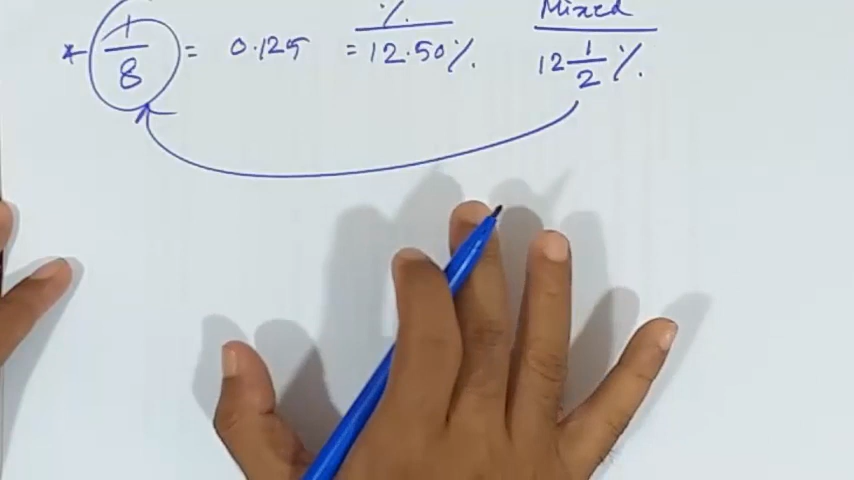 % Mixed
* 1/8 = 0.125 = 12.50% 12 1/2 %